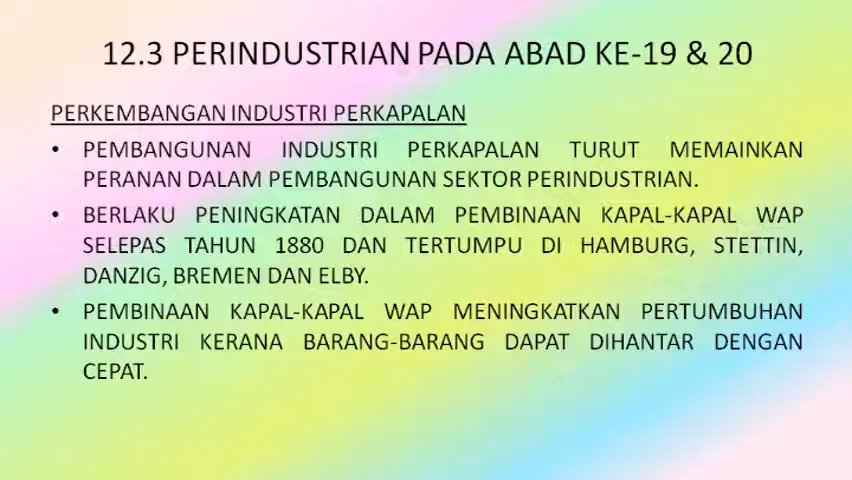 12.3 PERINDUSTRIAN PADA ABAD KE-19 & 20
PERKEMBANGAN INDUSTRI PERKAPALAN
• PEMBANGUNAN INDUSTRI PERKAPALAN TURUT MEMAINKAN
PERANAN DALAM PEMBANGUNAN SEKTOR PERINDUSTRIAN.
• BERLAKU PENINGKATAN DALAM PEMBINAAN KAPAL-KAPAL WAP
SELEPAS TAHUN 1880 DAN TERTUMPU DI HAMBURG, STETTIN,
DANZIG, BREMEN DAN ELBY.
• PEMBINAAN KAPAL-KAPAL WAP MENINGKATKAN PERTUMBUHAN
INDUSTRI KERANA BARANG-BARANG DAPAT DIHANTAR DENGAN
CEPAT.